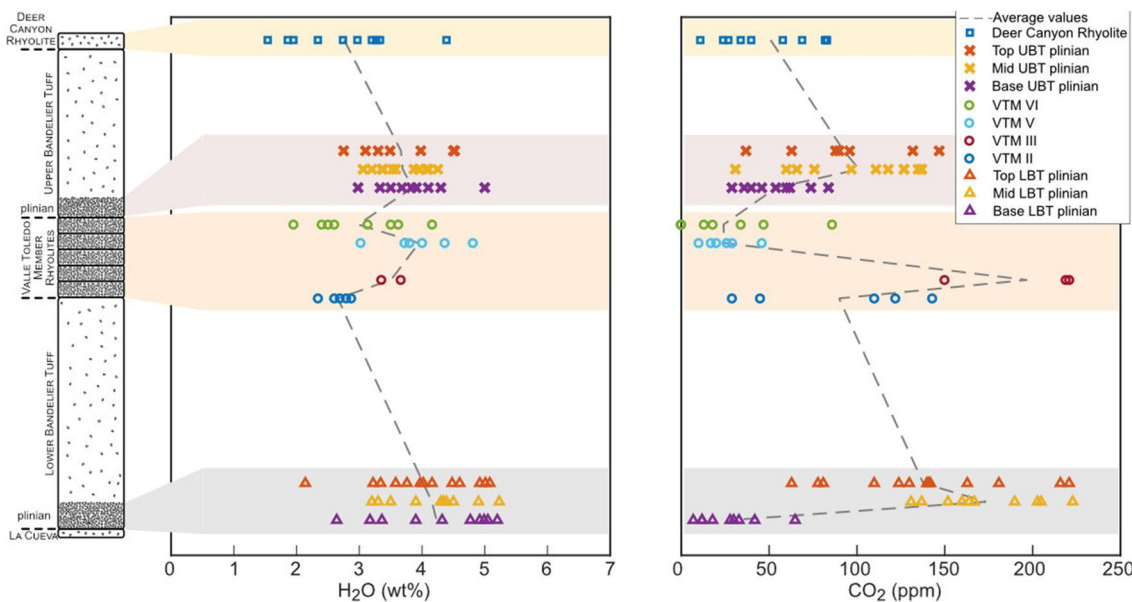 DEER
CANYON
RHYOLITE
UPPER BANDELIER TUFF
plinian
VALLE TOLEDO
MEMBER
RHYOLITES
LOWER BANDELIER TUFF
plinian
LA CUEVA
0 1 2 3 4 5 6 7
H2O (wt%)
0 50 100 150 200 250
CO2 (ppm)
Average values
Deer Canyon Rhyolite
Top UBT plinian
Mid UBT plinian
Base UBT plinian
VTM VI
VTM V
VTM III
VTM II
Top LBT plinian
Mid LBT plinian
Base LBT plinian